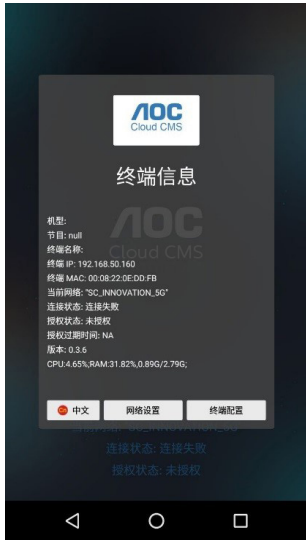 AOC
Cloud CMS
终端信息
AOC
Cloud CMS
机型:
节目: null
终端名称:
终端 IP: 192.168.50.160
终端 MAC: 00:08:22:0E:DD:FB
当前网络: "SC_INNOVATION_5G"
连接状态: 连接失败
授权状态: 未授权
授权过期时间: NA
版本: 0.3.6
CPU:4.65%;RAM:31.82%,0.89G/2.79G;
CN 中文 网络设置 终端配置
连接状态: 连接失败
授权状态: 未授权